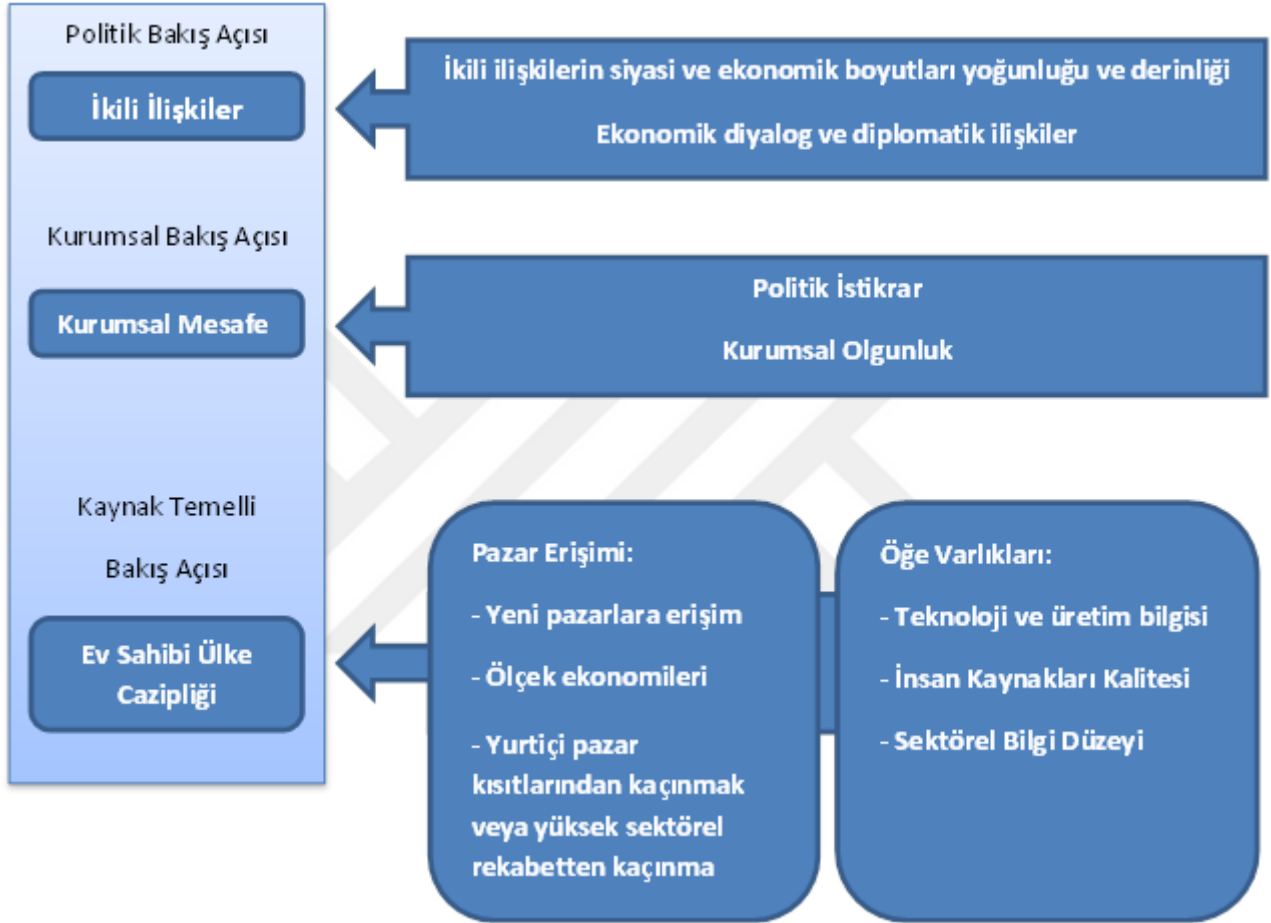 Politik Bakış Açısı
İkili İlişkiler
İkili ilişkilerin siyasi ve ekonomik boyutları yoğunluğu ve derinliği
Ekonomik diyalog ve diplomatik ilişkiler
Kurumsal Bakış Açısı
Kurumsal Mesafe
Politik İstikrar
Kurumsal Olgunluk
Kaynak Temelli
Bakış Açısı
Ev Sahibi Ülke
Cazipliği
Pazar Erişimi:
- Yeni pazarlara erişim
- Ölçek ekonomileri
- Yurtiçi pazar
kısıtlarından kaçınmak
veya yüksek sektörel
rekabetten kaçınma
Öğe Varlıkları:
- Teknoloji ve üretim bilgisi
- İnsan Kaynakları Kalitesi
- Sektörel Bilgi Düzeyi